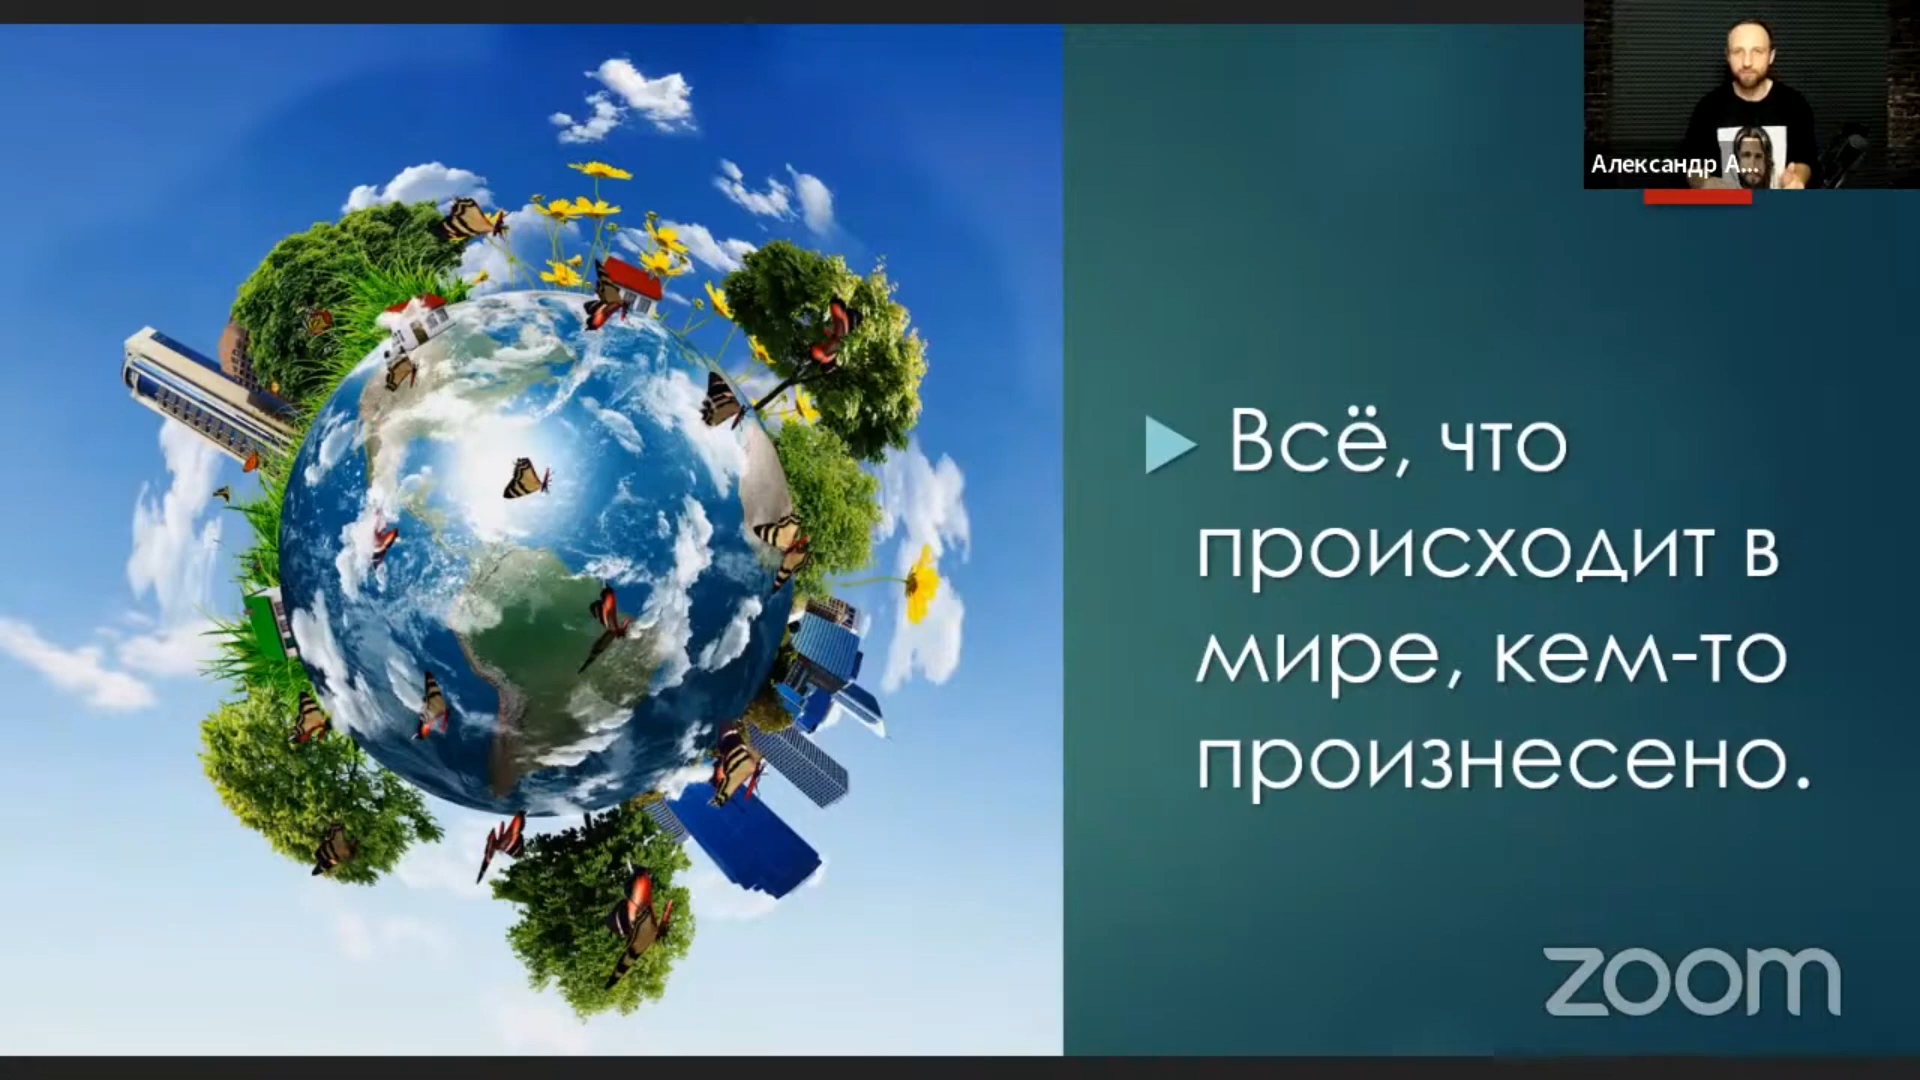 Александр А...
Всё, что
происходит в
мире, кем-то
произнесено.
zoom